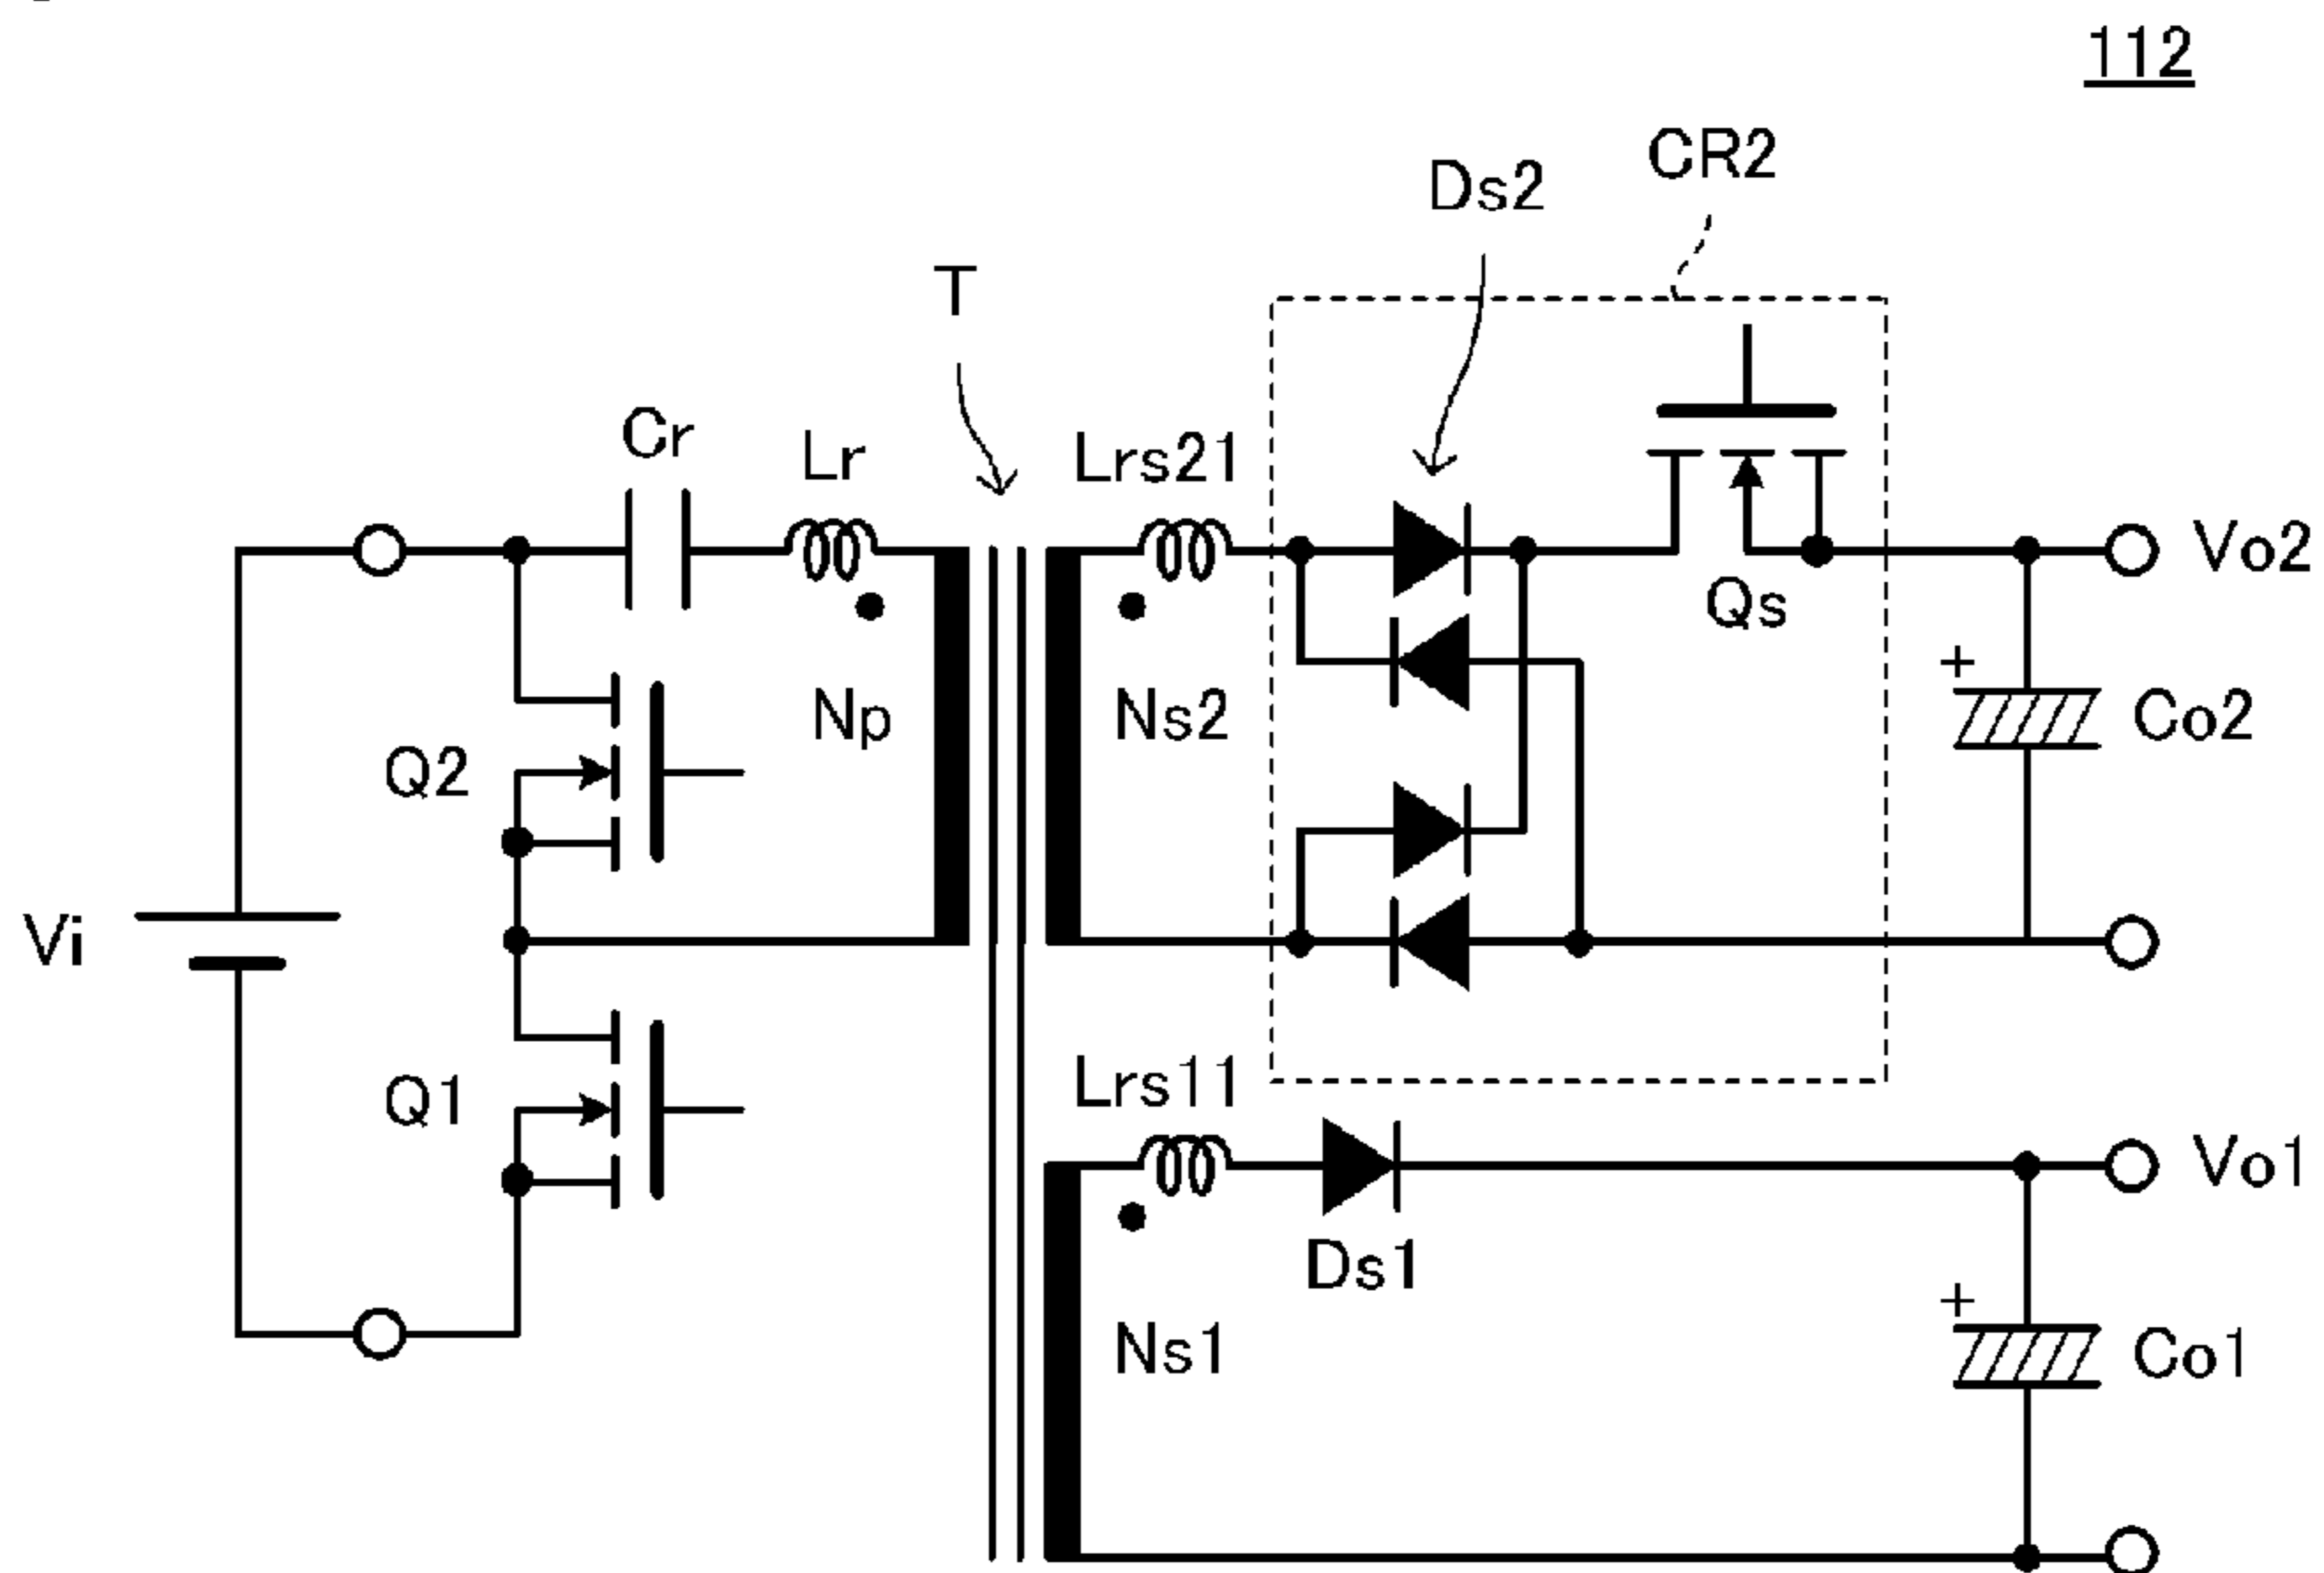 112
CR2
Ds2
T
Cr
Lr
Lrs21
Vo2
Qs
+
Np
Ns2
Co2
Q2
Vi
Lrs11
Q1
Vo1
Ds1
+
Ns1
Co1